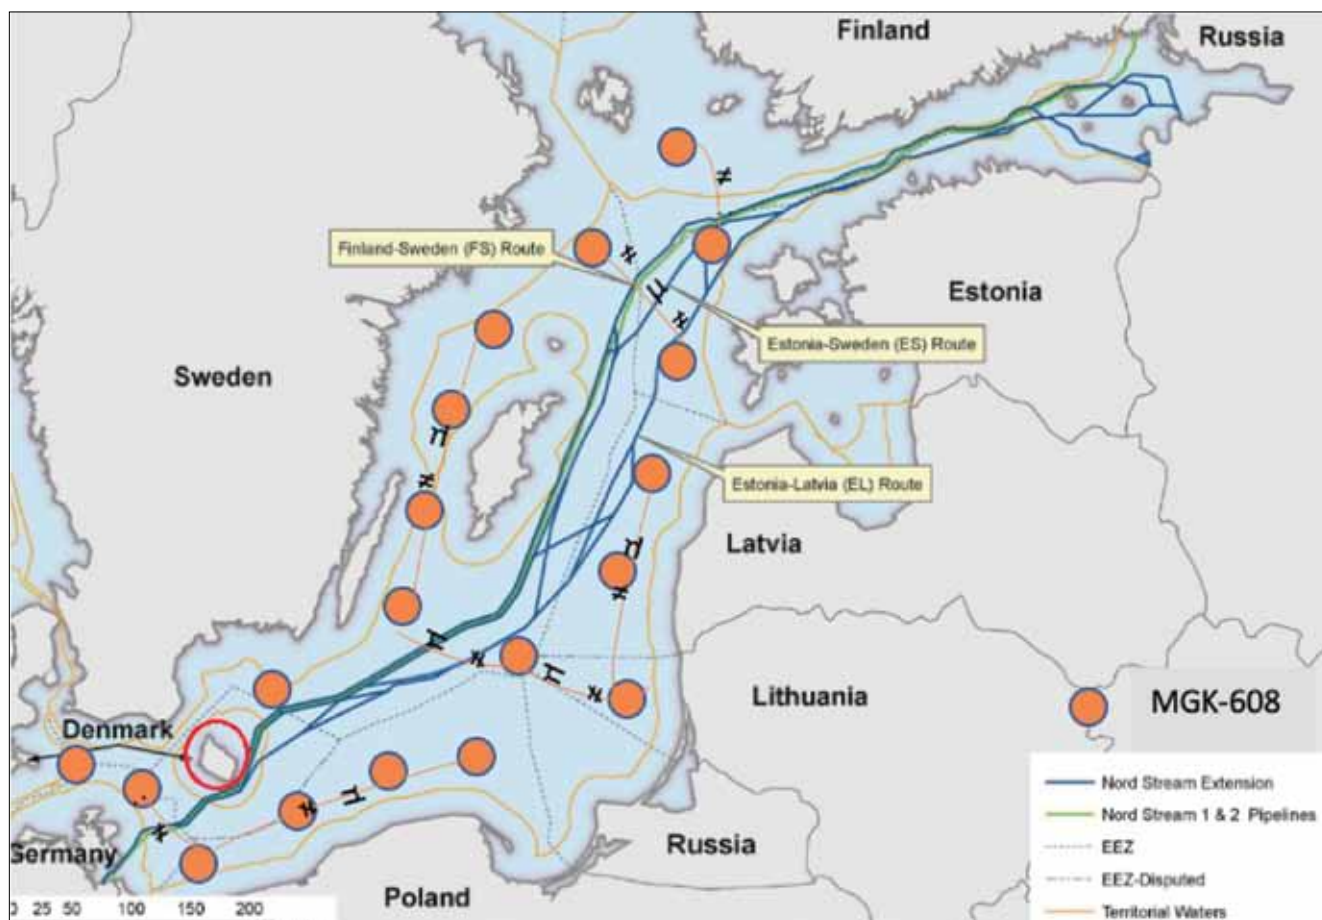 Finland
Russia
Finland-Sweden (FS) Route
Estonia
Sweden
Estonia-Sweden (ES) Route
Estonia-Latvia (EL) Route
Latvia
Lithuania
MGK-608
Denmark
Nord Stream Extension
Nord Stream 1 & 2 Pipelines
Germany
Russia
EEZ
EEZ-Disputed
Poland
Territorial Waters
0 25 50 100 150 200